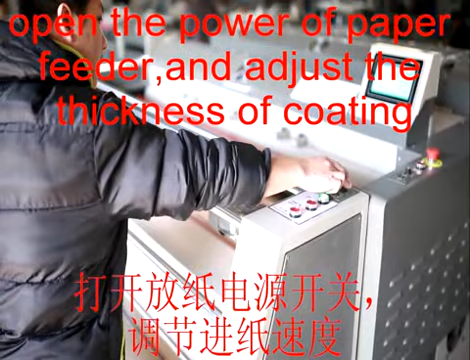 open the power of paper
feeder,and adjust the
thickness of coating
打开放纸电源开关，
调节进纸速度